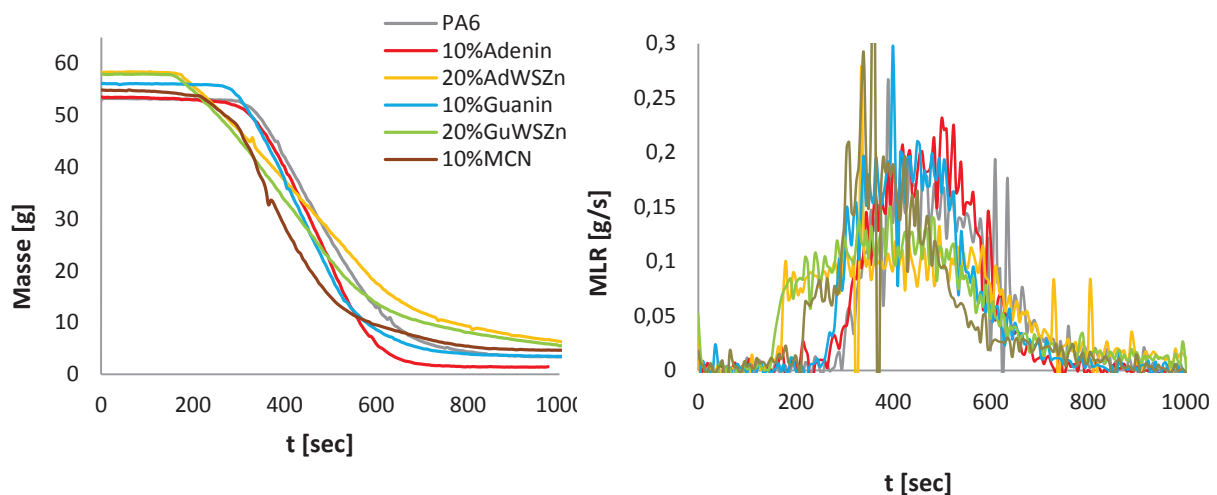 PA6
10%Adenin
20%AdWSZn
10%Guanin
20%GuWSZn
10%MCN
Masse [g]
60
50
40
30
20
10
0
0 200 400 600 800 1000
t [sec]
MLR [g/s]
0,3
0,25
0,2
0,15
0,1
0,05
0
0 200 400 600 800 1000
t [sec]